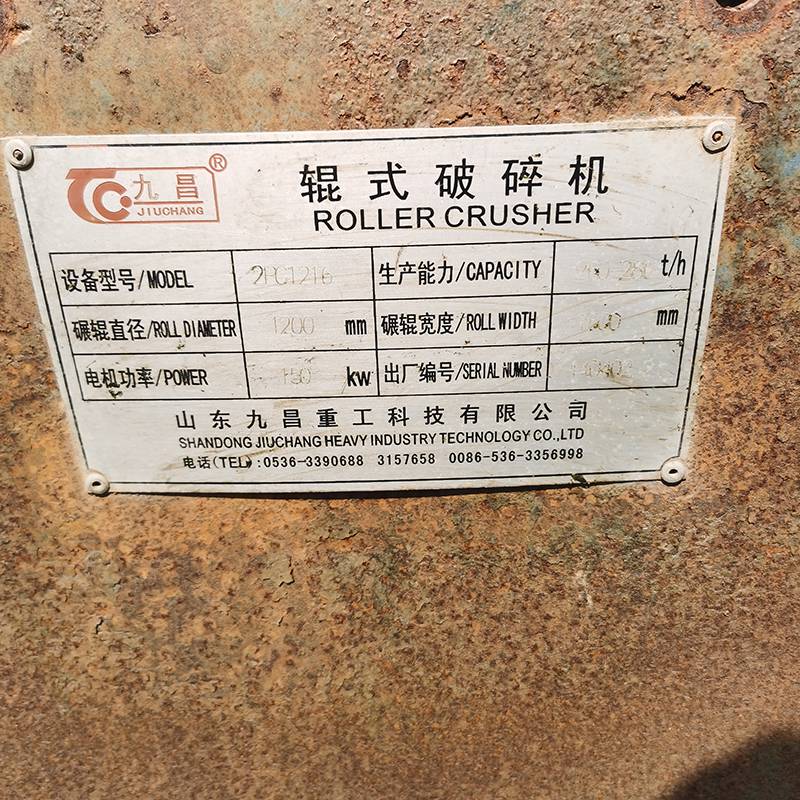 九昌®
JIUCHANG
辊式破碎机
ROLLER CRUSHER
设备型号/MODEL 2PG1216 生产能力/CAPACITY t/h
碾辊直径/ROLL DIAMETER 1200 mm 碾辊宽度/ROLL WIDTH mm
电机功率/POWER 150 kw 出厂编号/SERIAL NUMBER
山东九昌重工科技有限公司
SHANDONG JIUCHANG HEAVY INDUSTRY TECHNOLOGY CO.,LTD
电话(TEL):0536-3390688 3157658 0086-536-3356998